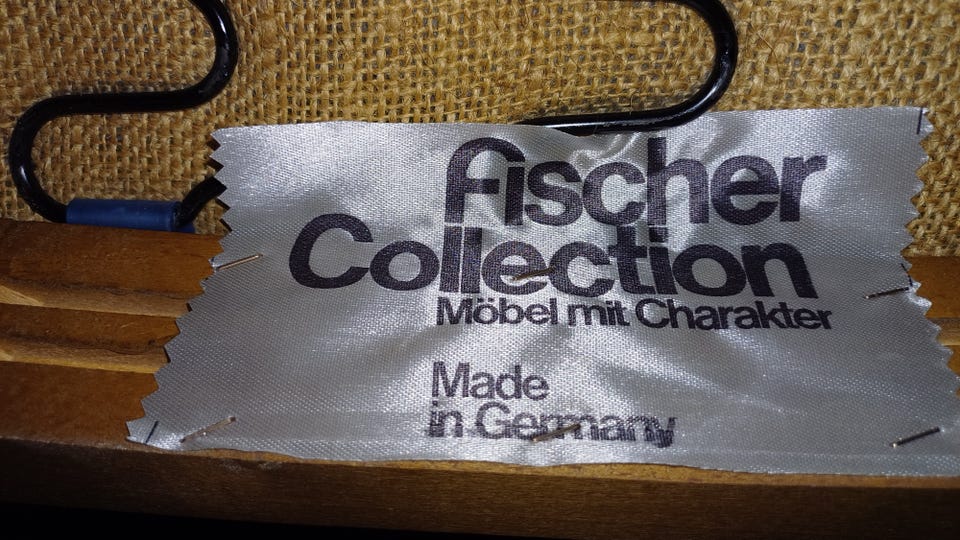 fischer
Collection
Möbel mit Charakter
Made
in Germany